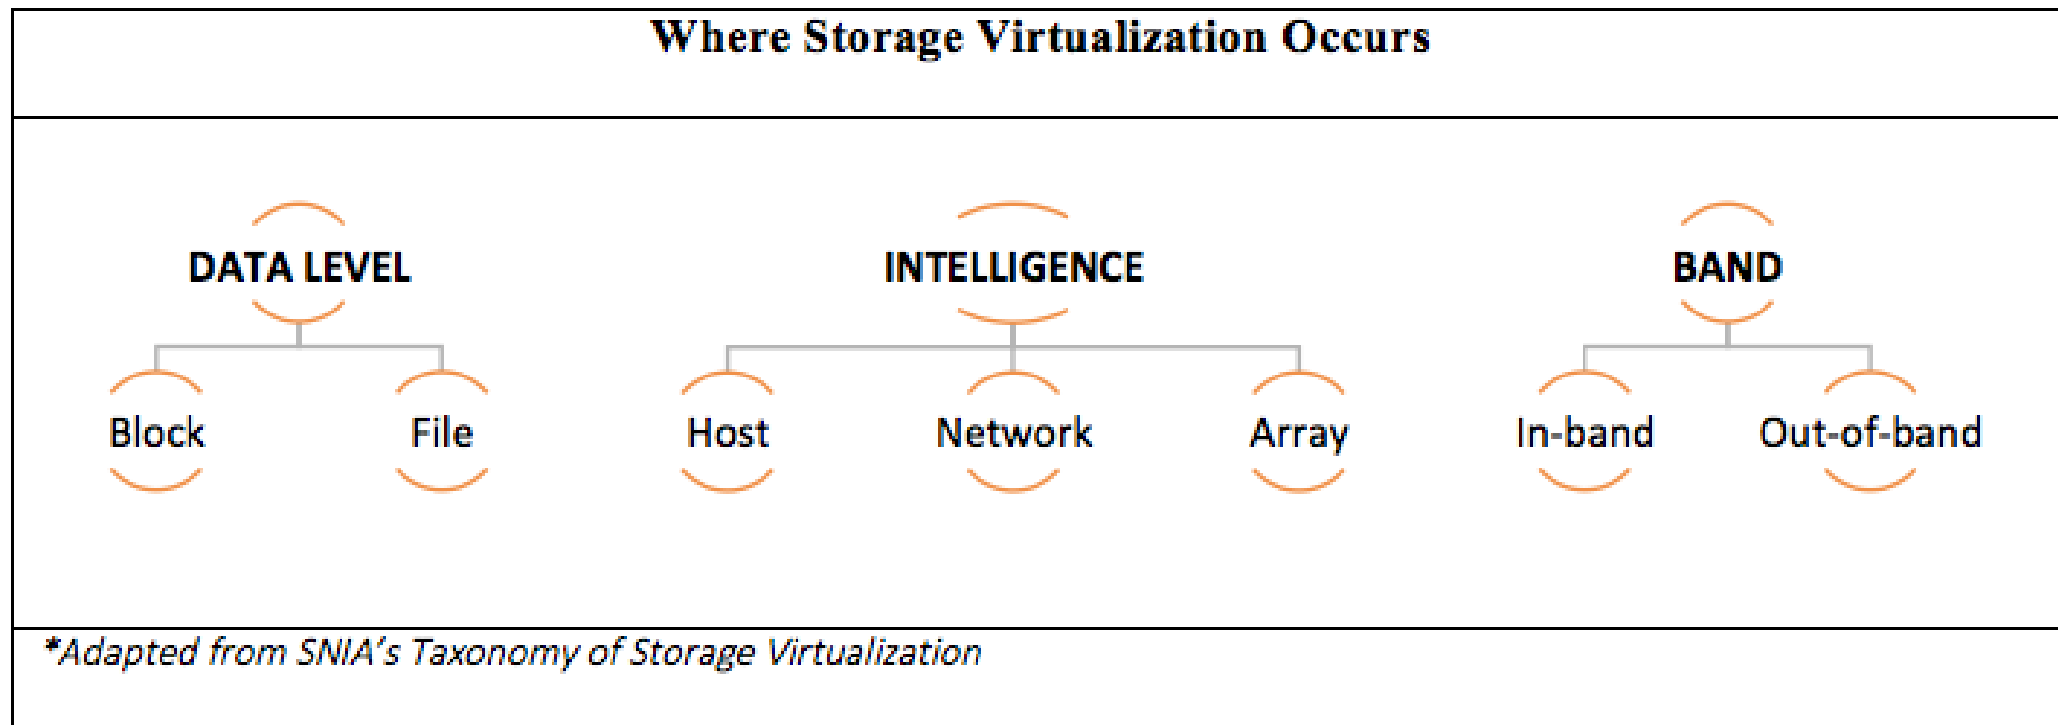 Where Storage Virtualization Occurs
DATA LEVEL
INTELLIGENCE
BAND
Block
File
Host
Network
Array
In-band
Out-of-band
*Adapted from SNIA's Taxonomy of Storage Virtualization